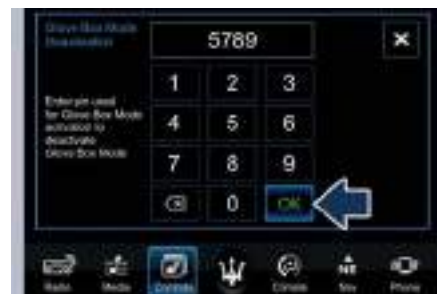 Glove Box Mode
Deactivation
5789
1 2 3
Enter pin used
for Glove Box Mode
activation to
deactivate
Glove Box Mode
4 5 6
7 8 9
0 OK
Radio Media Controls Climate Nav Phone